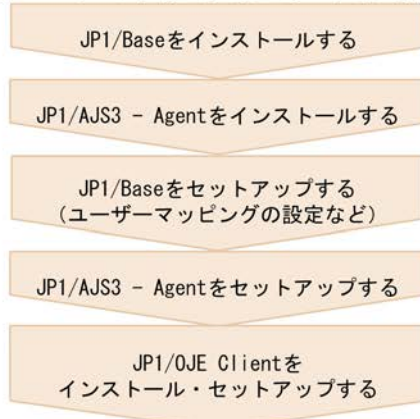 JP1/Baseをインストールする
JP1/AJS3 - Agentをインストールする
JP1/Baseをセットアップする
(ユーザーマッピングの設定など)
JP1/AJS3 - Agentをセットアップする
JP1/OJE Clientを
インストール・セットアップする